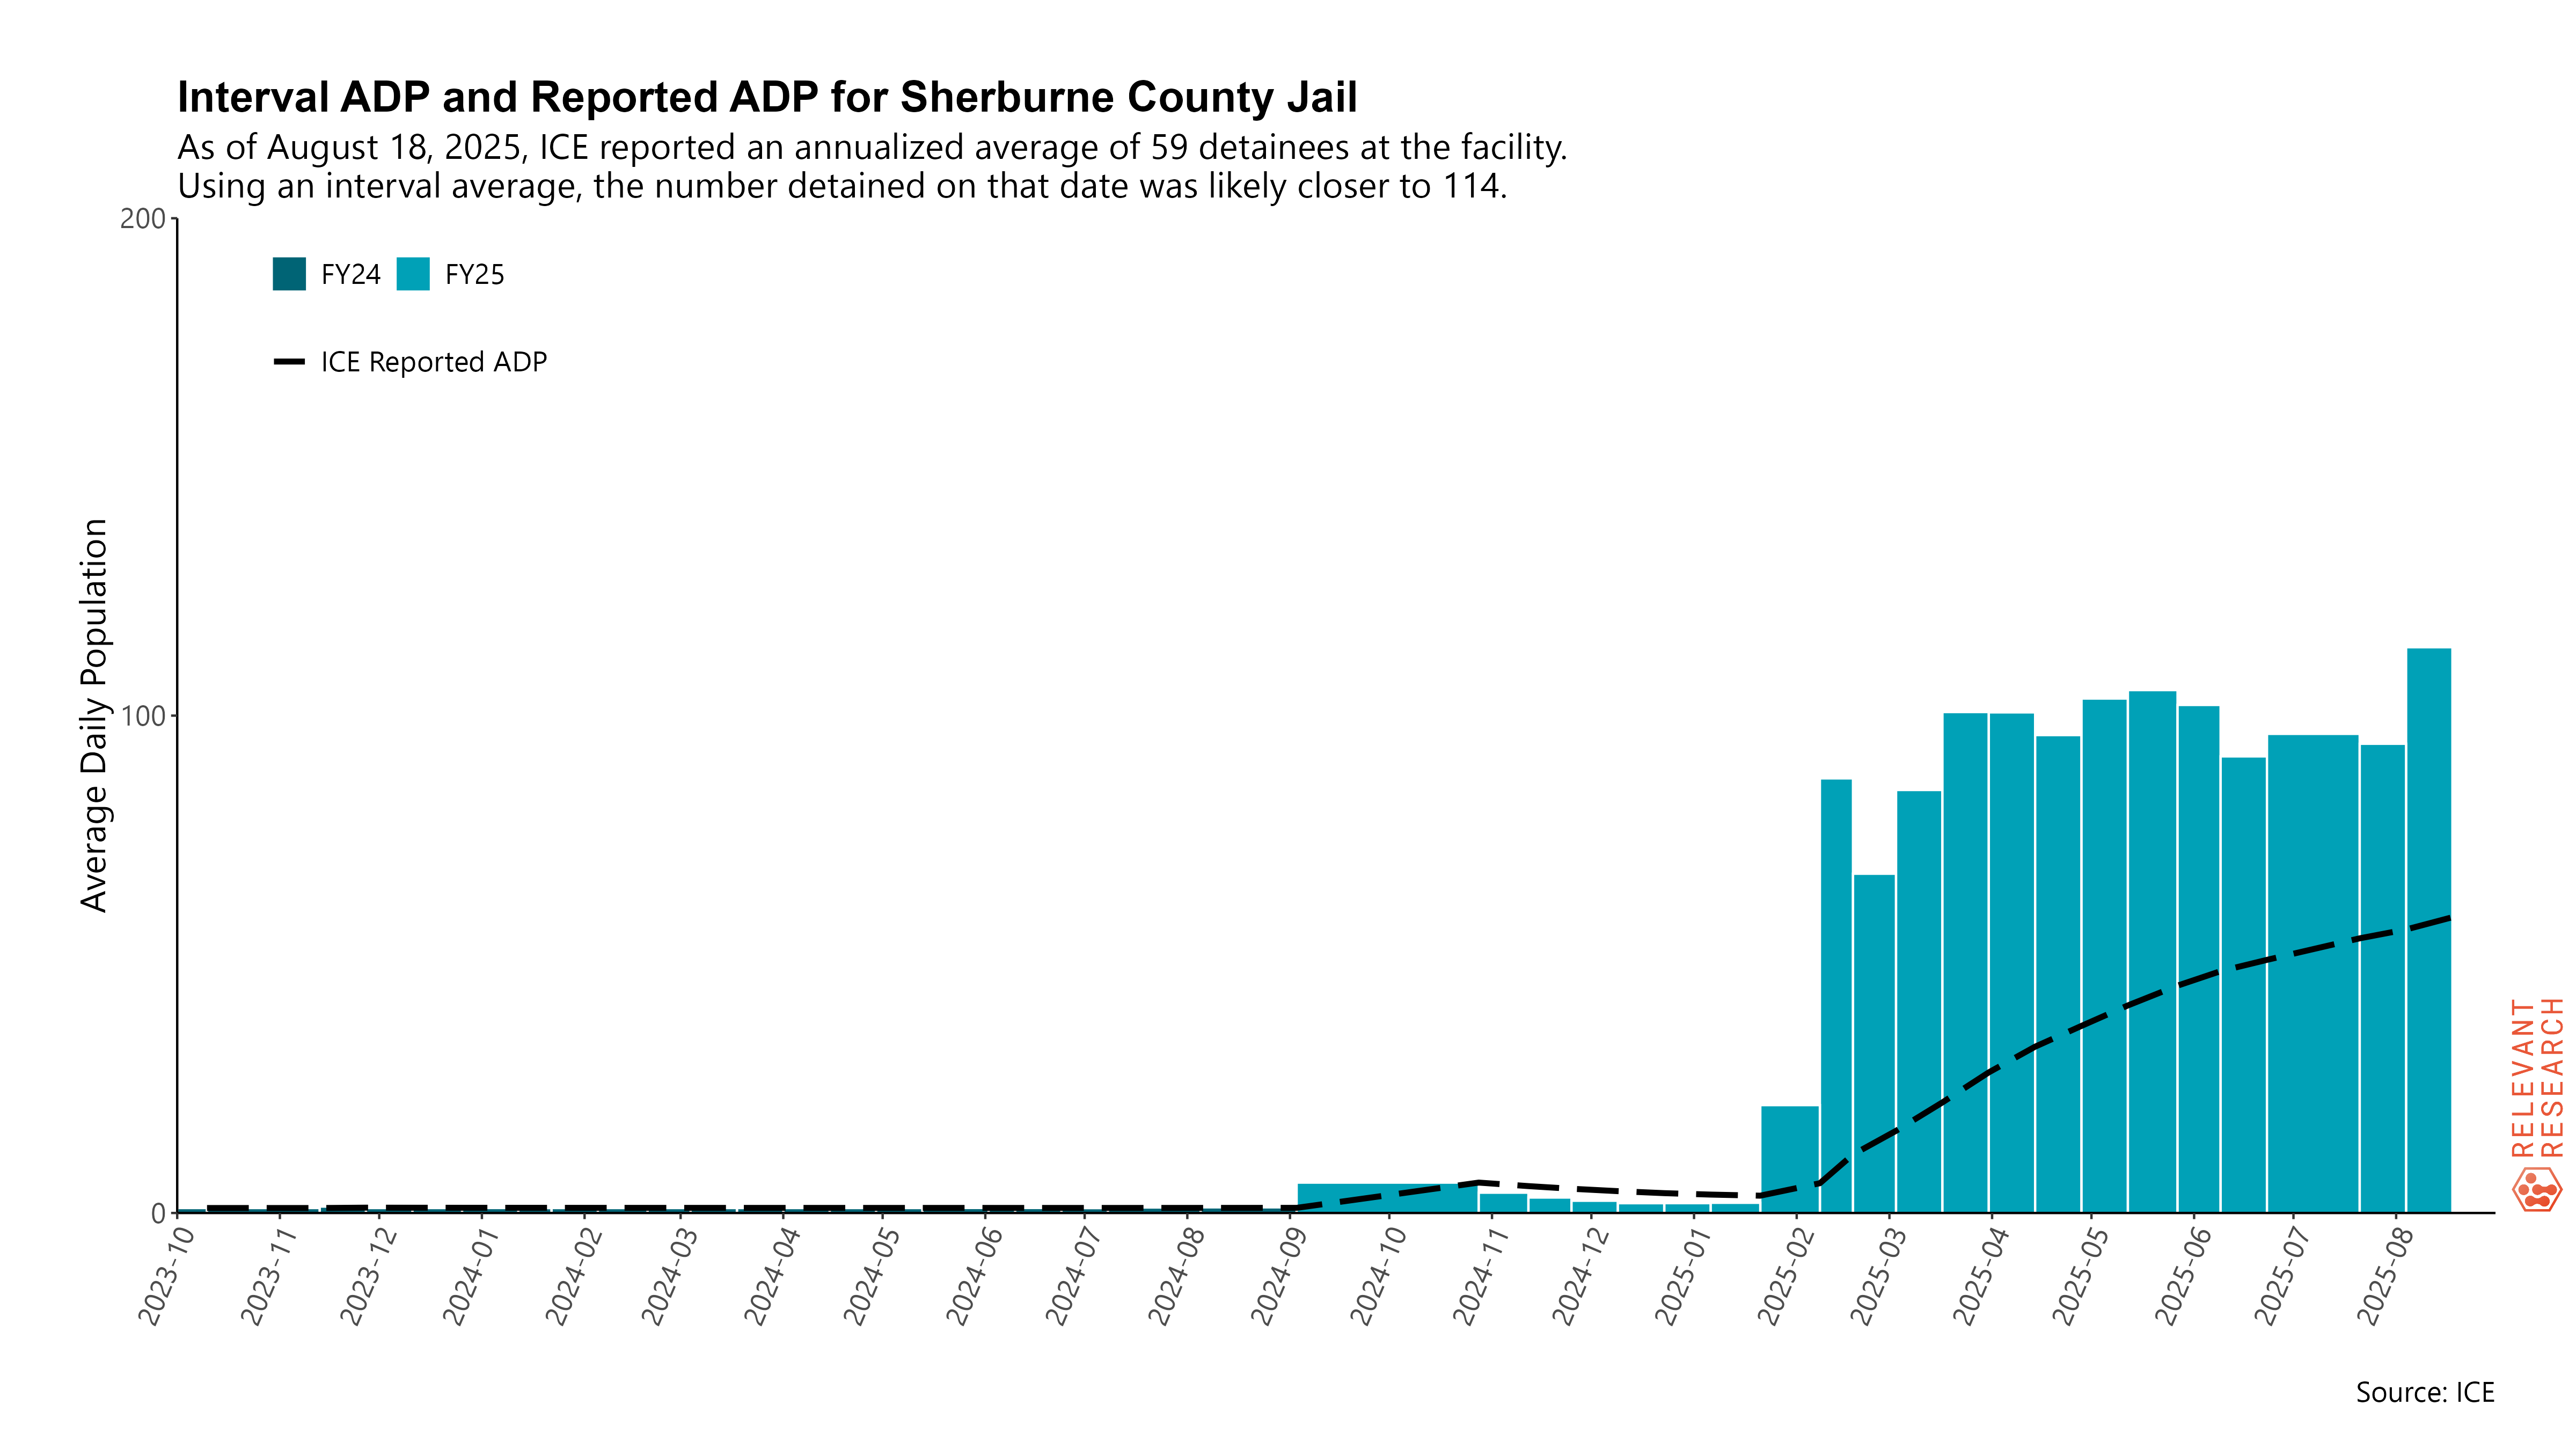 Interval ADP and Reported ADP for Sherburne County Jail
As of August 18, 2025, ICE reported an annualized average of 59 detainees at the facility.
Using an interval average, the number detained on that date was likely closer to 114.
200
FY24 FY25
ICE Reported ADP
Average Daily Population
100
0
2023-10
2023-11
2023-12
2024-01
2024-02
2024-03
2024-04
2024-05
2024-06
2024-07
2024-08
2024-09
2024-10
2024-11
2024-12
2025-01
2025-02
2025-03
2025-04
2025-05
2025-06
2025-07
2025-08
RELEVANT
RESEARCH
Source: ICE